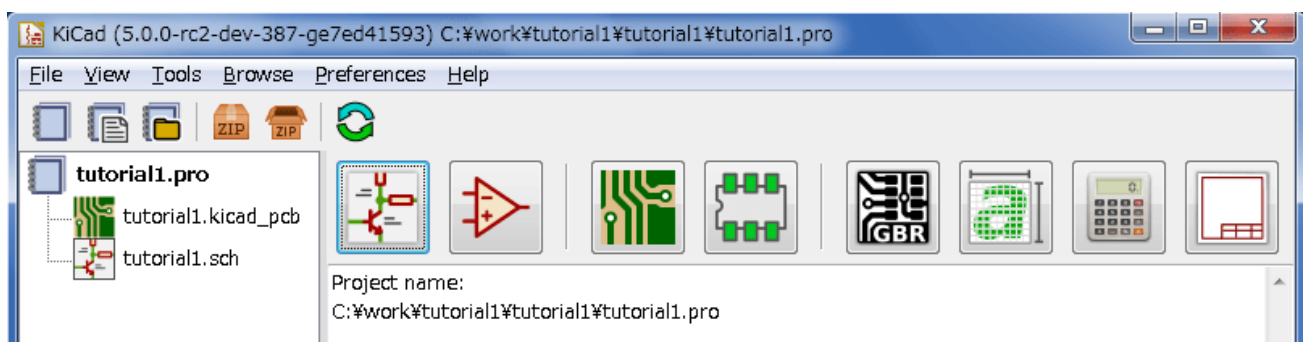 KiCad (5.0.0-rc2-dev-387-ge7ed41593) C:¥work¥tutorial1¥tutorial1¥tutorial1.pro
File View Tools Browse Preferences Help
ZIP ZIP
tutorial1.pro
tutorial1.kicad_pcb
tutorial1.sch
GBR
a
0.
Project name:
C:¥work¥tutorial1¥tutorial1¥tutorial1.pro